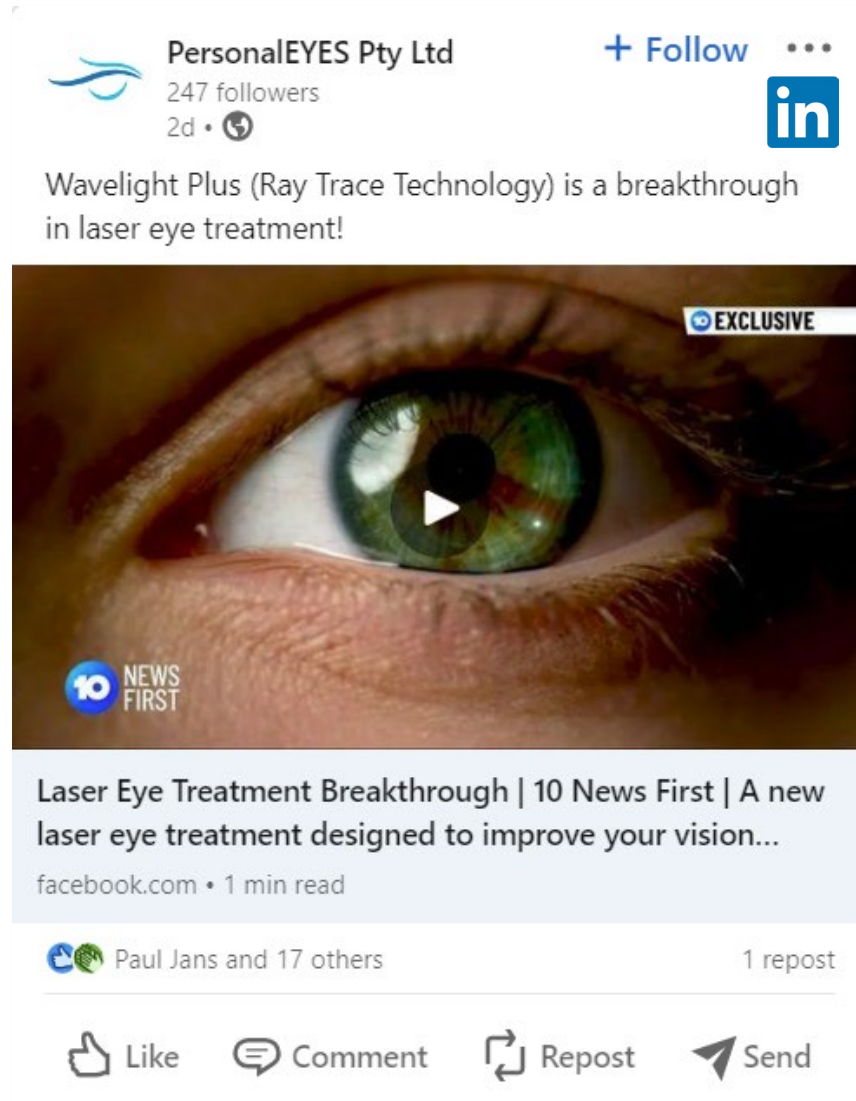 PersonalEYES Pty Ltd
+ Follow
247 followers
2d •
in
Wavelight Plus (Ray Trace Technology) is a breakthrough
in laser eye treatment!
10 EXCLUSIVE
10 NEWS
FIRST
Laser Eye Treatment Breakthrough | 10 News First | A new
laser eye treatment designed to improve your vision...
facebook.com • 1 min read
Paul Jans and 17 others
1 repost
Like
Comment
Repost
Send